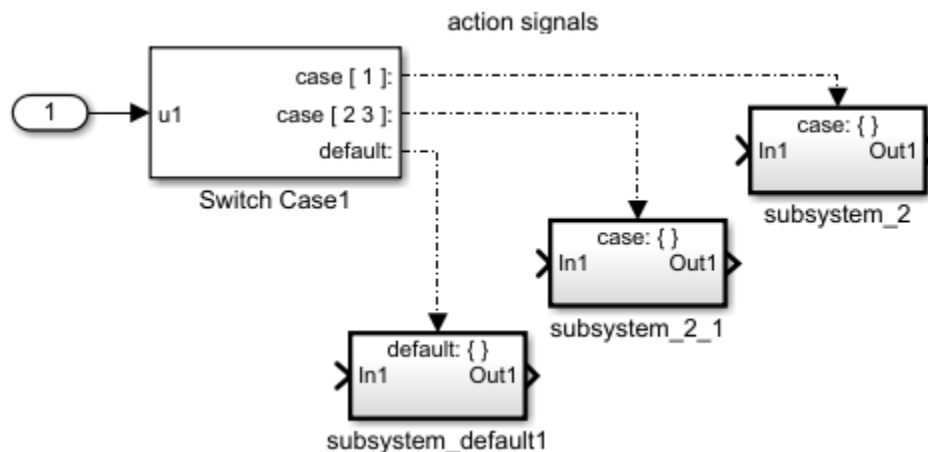 action signals
case [ 1 ]:
1
u1
case [ 2 3 ]:
default:
Switch Case1
case: { }
In1
Out1
subsystem_2
case: { }
In1
Out1
subsystem_2_1
default: { }
In1
Out1
subsystem_default1